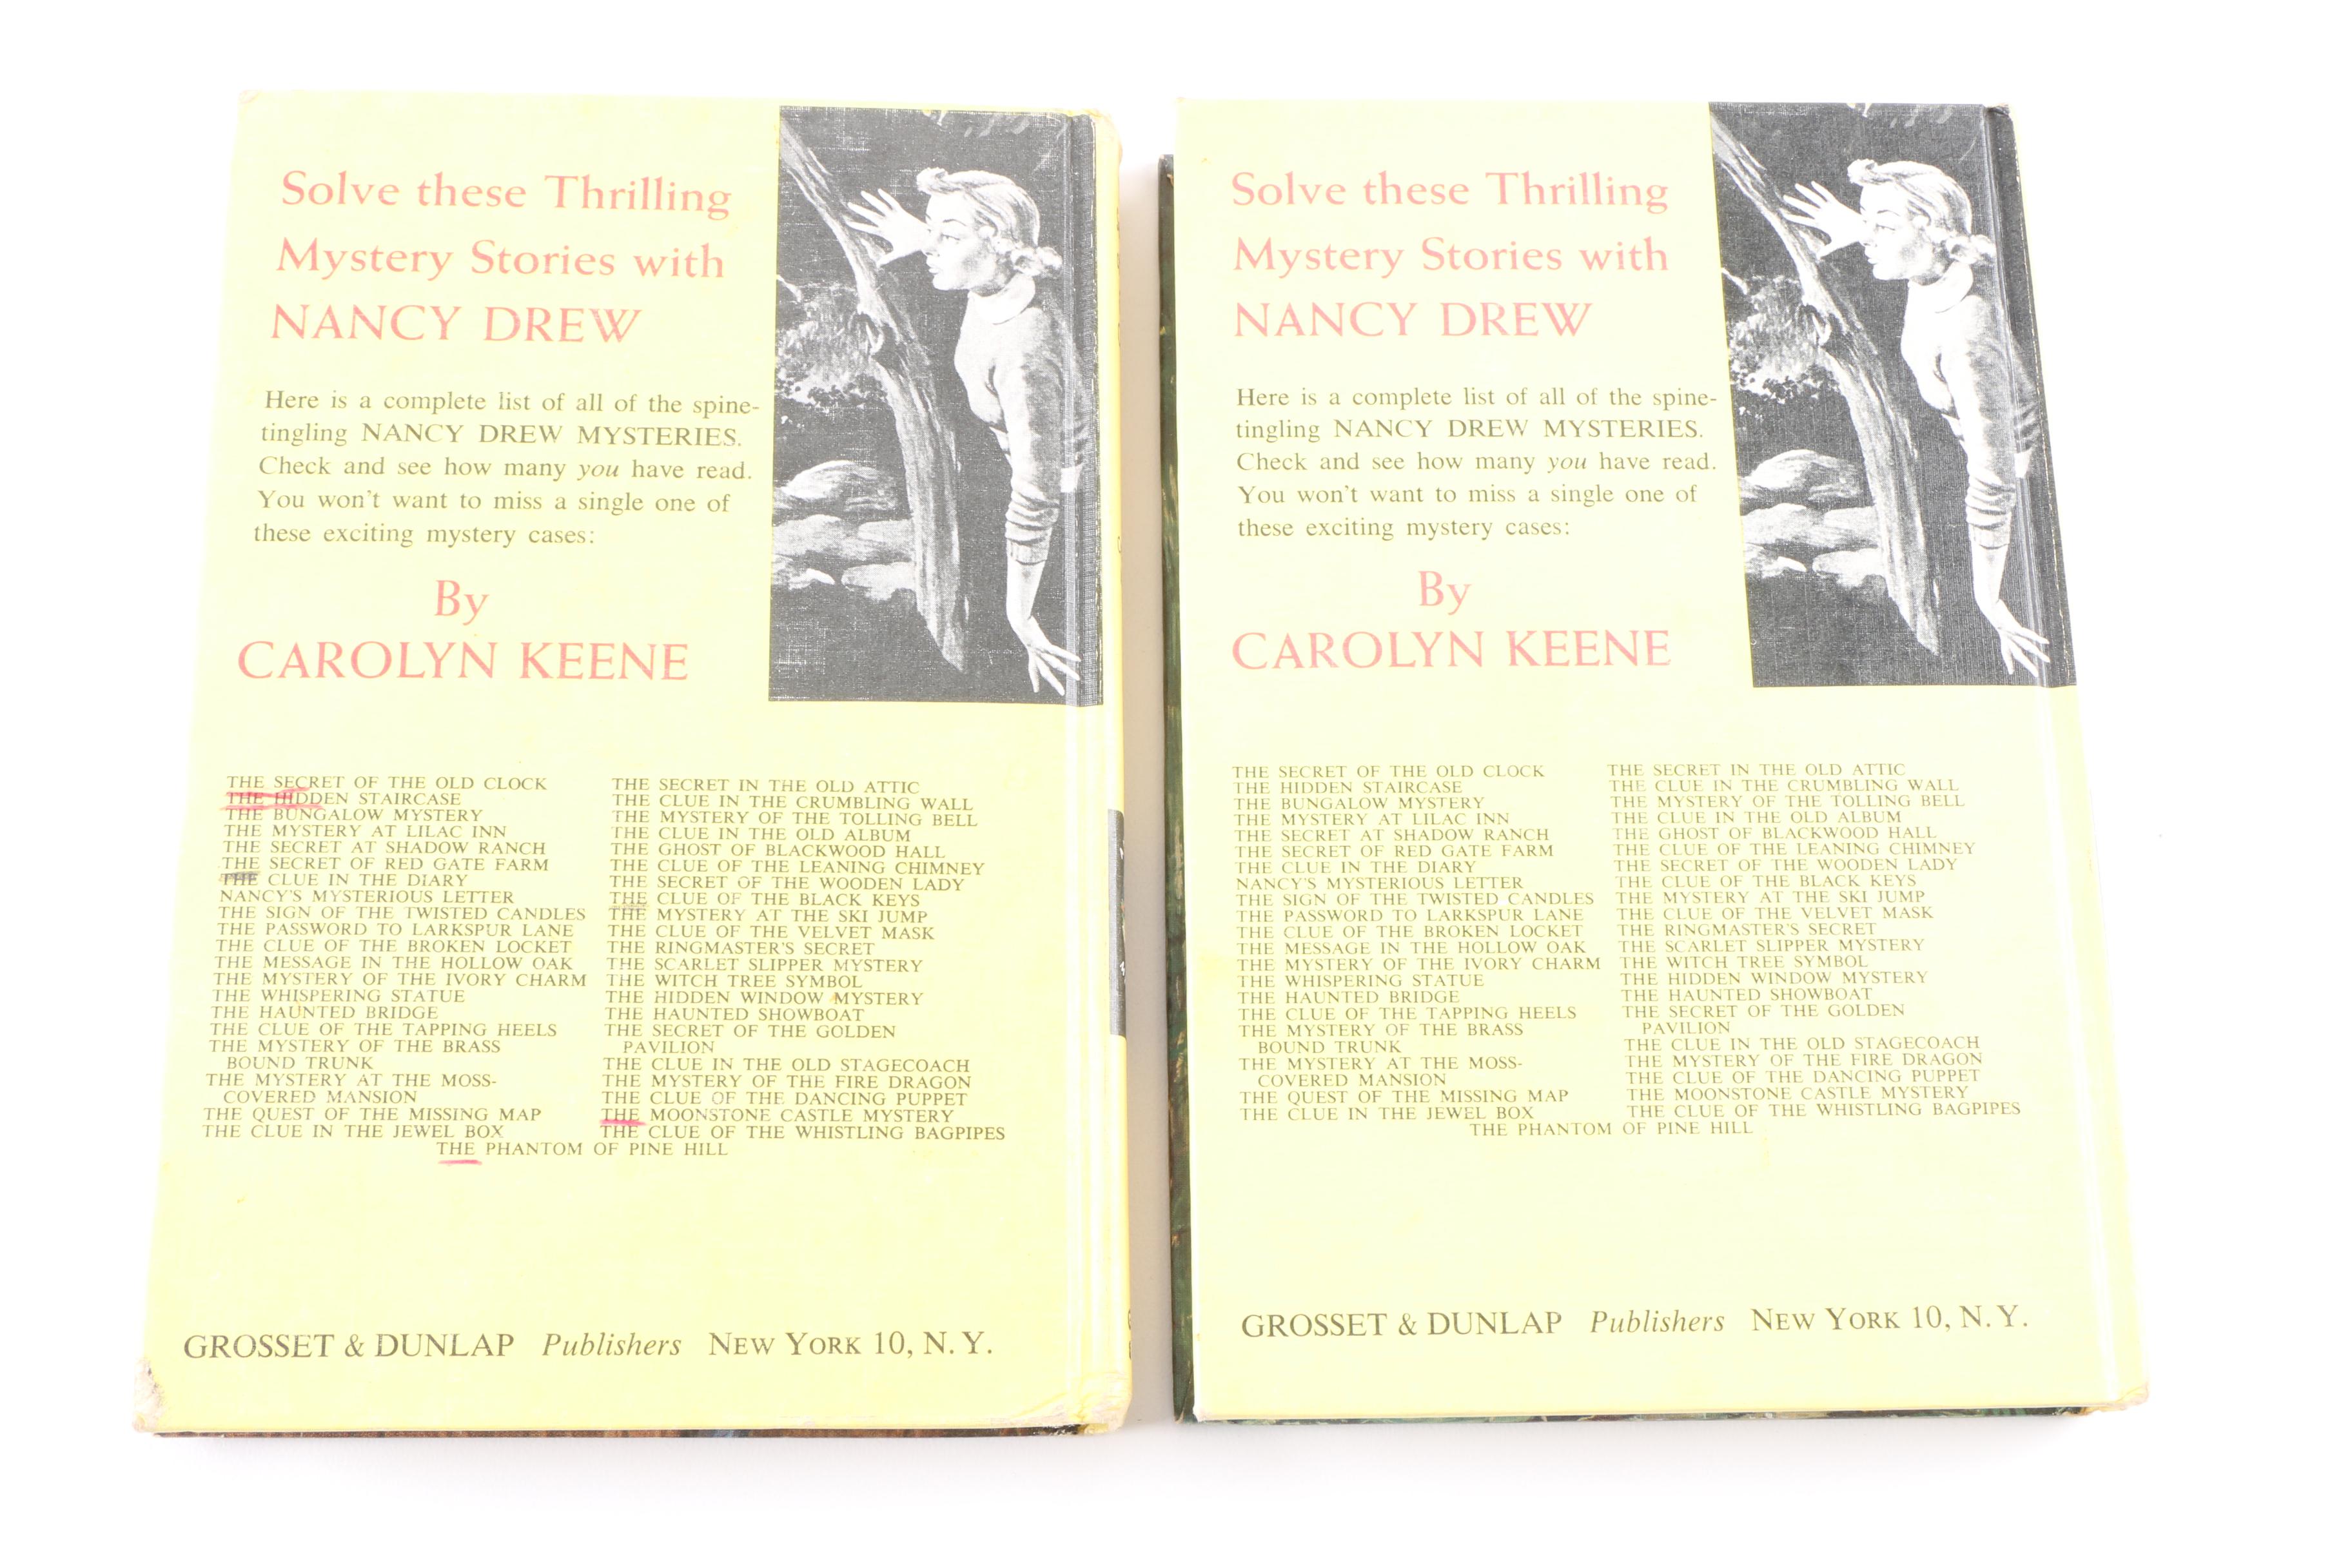 Solve these Thrilling
Mystery Stories with
NANCY DREW
Here is a complete list of all of the spine-
tingling NANCY DREW MYSTERIES.
Check and see how many you have read.
You won't want to miss a single one of
these exciting mystery cases:
By
CAROLYN KEENE
THE SECRET OF THE OLD CLOCK
THE HIDDEN STAIRCASE
THE BUNGALOW MYSTERY
THE MYSTERY AT LILAC INN
THE SECRET AT SHADOW RANCH
THE SECRET OF RED GATE FARM
THE CLUE IN THE DIARY
NANCY'S MYSTERIOUS LETTER
THE SIGN OF THE TWISTED CANDLES
THE PASSWORD TO LARKSPUR LANE
THE CLUE OF THE BROKEN LOCKET
THE MESSAGE IN THE HOLLOW OAK
THE MYSTERY OF THE IVORY CHARM
THE WHISPERING STATUE
THE HAUNTED BRIDGE
THE CLUE OF THE TAPPING HEELS
THE MYSTERY OF THE BRASS
BOUND TRUNK
THE MYSTERY AT THE MOSS-
COVERED MANSION
THE QUEST OF THE MISSING MAP
THE CLUE IN THE JEWEL BOX
THE SECRET IN THE OLD ATTIC
THE CLUE IN THE CRUMBLING WALL
THE MYSTERY OF THE TOLLING BELL
THE CLUE IN THE OLD ALBUM
THE GHOST OF BLACKWOOD HALL
THE CLUE OF THE LEANING CHIMNEY
THE SECRET OF THE WOODEN LADY
THE CLUE OF THE BLACK KEYS
THE MYSTERY AT THE SKI JUMP
THE CLUE OF THE VELVET MASK
THE RINGMASTER'S SECRET
THE SCARLET SLIPPER MYSTERY
THE WITCH TREE SYMBOL
THE HIDDEN WINDOW MYSTERY
THE HAUNTED SHOWBOAT
THE SECRET OF THE GOLDEN
PAVILION
THE CLUE IN THE OLD STAGECOACH
THE MYSTERY OF THE FIRE DRAGON
THE CLUE OF THE DANCING PUPPET
THE MOONSTONE CASTLE MYSTERY
THE CLUE OF THE WHISTLING BAGPIPES
THE PHANTOM OF PINE HILL
GROSSET & DUNLAP Publishers NEW YORK 10, N. Y.
Solve these Thrilling
Mystery Stories with
NANCY DREW
Here is a complete list of all of the spine-
tingling NANCY DREW MYSTERIES.
Check and see how many you have read.
You won't want to miss a single one of
these exciting mystery cases:
By
CAROLYN KEENE
THE SECRET OF THE OLD CLOCK
THE HIDDEN STAIRCASE
THE BUNGALOW MYSTERY
THE MYSTERY AT LILAC INN
THE SECRET AT SHADOW RANCH
THE SECRET OF RED GATE FARM
THE CLUE IN THE DIARY
NANCY'S MYSTERIOUS LETTER
THE SIGN OF THE TWISTED CANDLES
THE PASSWORD TO LARKSPUR LANE
THE CLUE OF THE BROKEN LOCKET
THE MESSAGE IN THE HOLLOW OAK
THE MYSTERY OF THE IVORY CHARM
THE WHISPERING STATUE
THE HAUNTED BRIDGE
THE CLUE OF THE TAPPING HEELS
THE MYSTERY OF THE BRASS
BOUND TRUNK
THE MYSTERY AT THE MOSS-
COVERED MANSION
THE QUEST OF THE MISSING MAP
THE CLUE IN THE JEWEL BOX
THE SECRET IN THE OLD ATTIC
THE CLUE IN THE CRUMBLING WALL
THE MYSTERY OF THE TOLLING BELL
THE CLUE IN THE OLD ALBUM
THE GHOST OF BLACKWOOD HALL
THE CLUE OF THE LEANING CHIMNEY
THE SECRET OF THE WOODEN LADY
THE CLUE OF THE BLACK KEYS
THE MYSTERY AT THE SKI JUMP
THE CLUE OF THE VELVET MASK
THE RINGMASTER'S SECRET
THE SCARLET SLIPPER MYSTERY
THE WITCH TREE SYMBOL
THE HIDDEN WINDOW MYSTERY
THE HAUNTED SHOWBOAT
THE SECRET OF THE GOLDEN
PAVILION
THE CLUE IN THE OLD STAGECOACH
THE MYSTERY OF THE FIRE DRAGON
THE CLUE OF THE DANCING PUPPET
THE MOONSTONE CASTLE MYSTERY
THE CLUE OF THE WHISTLING BAGPIPES
THE PHANTOM OF PINE HILL
GROSSET & DUNLAP Publishers NEW YORK 10, N. Y.